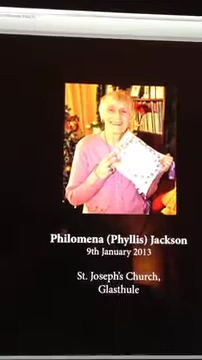 Philomena (Phyllis) Jackson
9th January 2013
St. Joseph's Church,
Glasthule